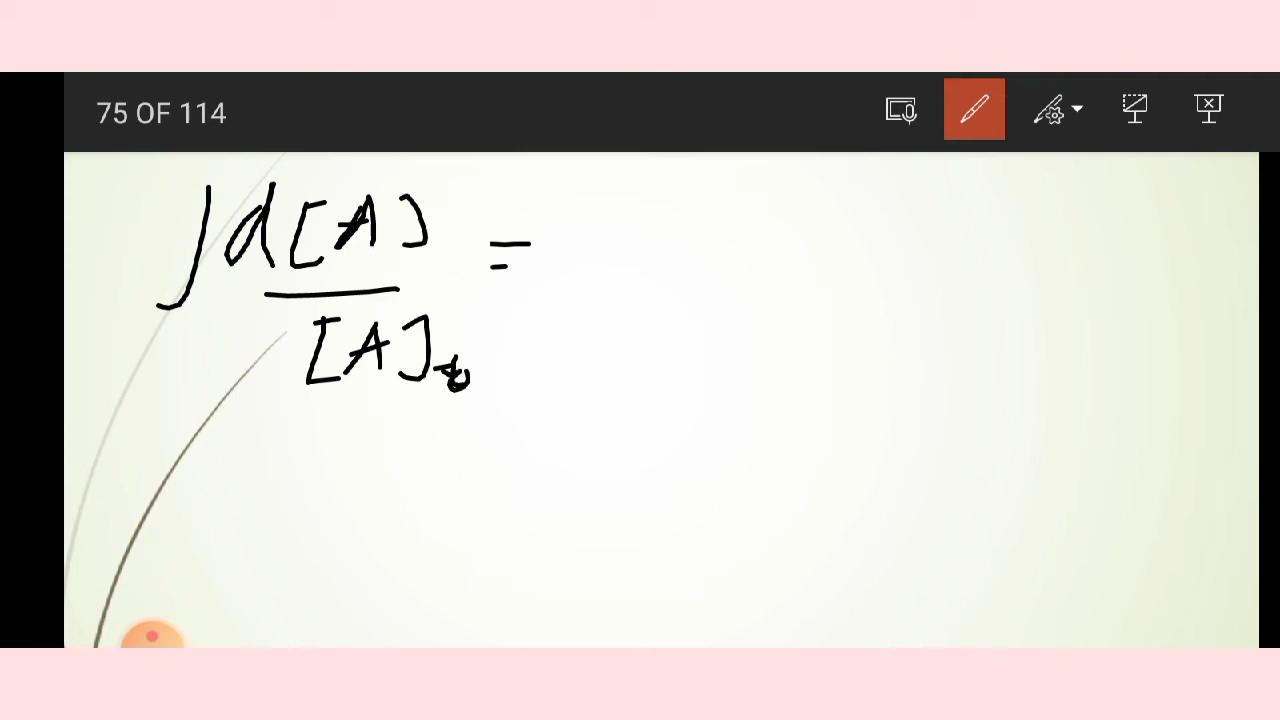 75 OF 114
∫d[A] =
[A]t